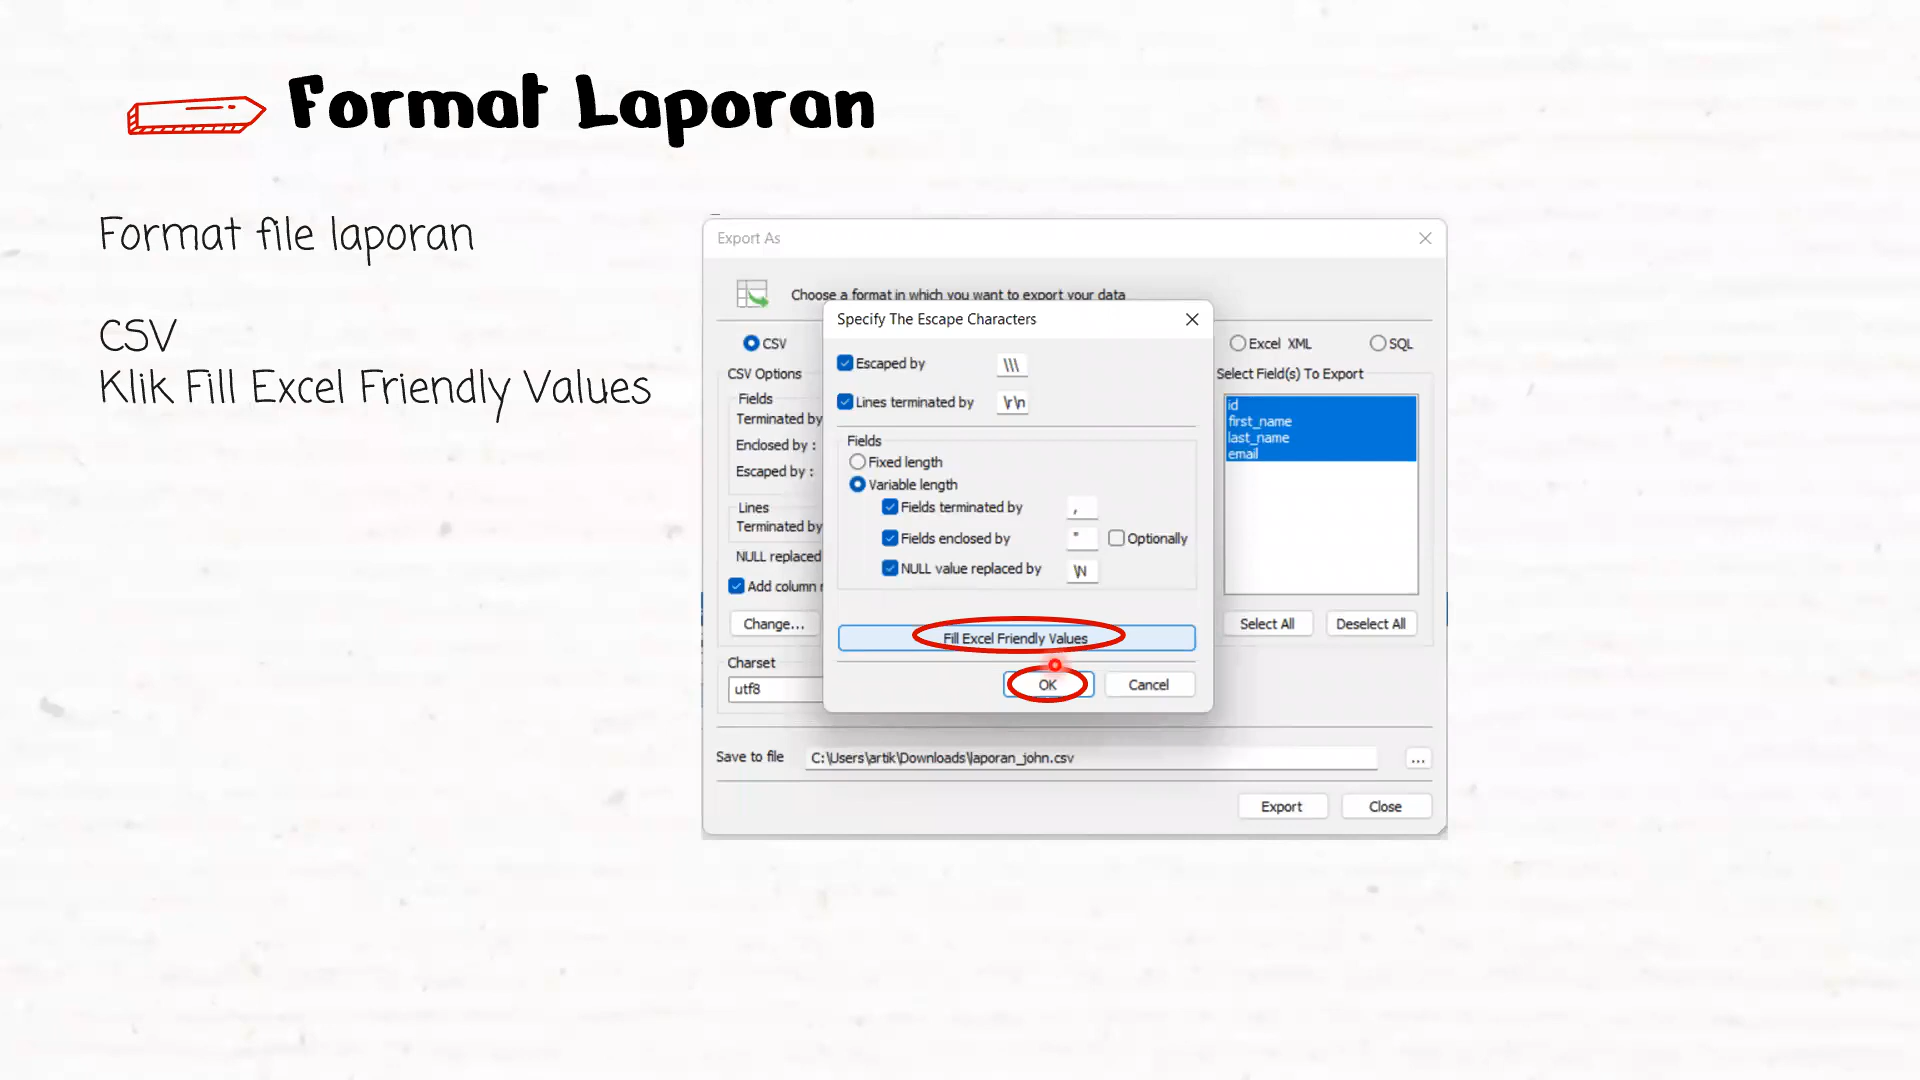 Format Laporan
Format file laporan
CSV
Klik Fill Excel Friendly Values
Export As
Choose a format in which you want to export your data
CSV
Excel XML
SQL
CSV Options
Fields
Terminated by
Enclosed by :
Escaped by :
Lines
Terminated by
NULL replaced
Add column
Change...
Charset
utf8
Specify The Escape Characters
Escaped by \\\
Lines terminated by \r\n
Fields
Fixed length
Variable length
Fields terminated by ,
Fields enclosed by " Optionally
NULL value replaced by \N
Fill Excel Friendly Values
OK Cancel
Select Field(s) To Export
id
first_name
last_name
email
Select All Deselect All
Save to file C:\Users\artik\Downloads\laporan_john.csv ...
Export Close